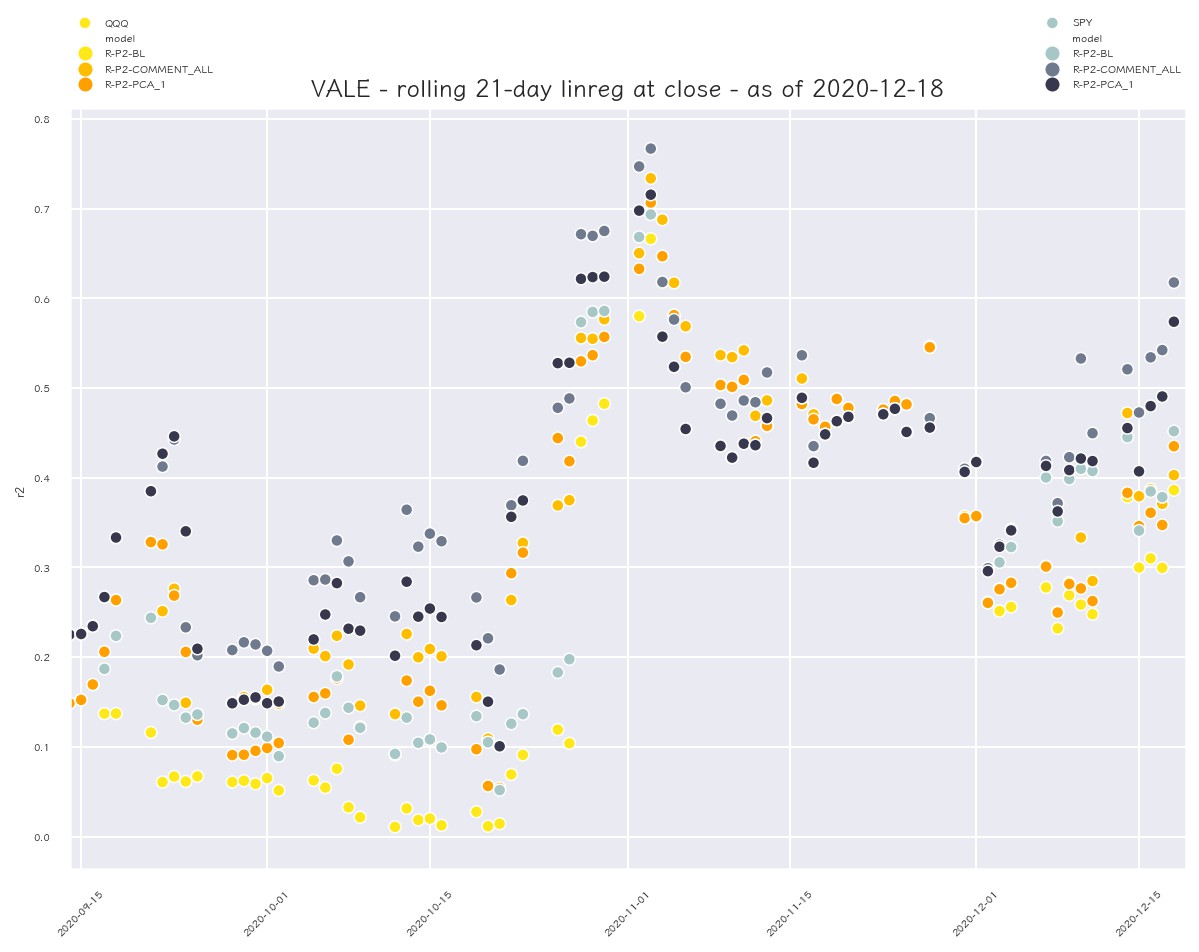 QQQ
model
R-P2-BL
R-P2-COMMENT_ALL
R-P2-PCA_1
SPY
model
R-P2-BL
R-P2-COMMENT_ALL
R-P2-PCA_1
VALE - rolling 21-day linreg at close - as of 2020-12-18
r2
0.8
0.7
0.6
0.5
0.4
0.3
0.2
0.1
0.0
2020-09-15
2020-10-01
2020-10-15
2020-11-01
2020-11-15
2020-12-01
2020-12-15